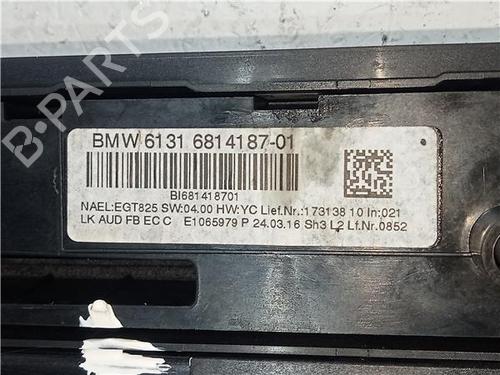 B-PARTS
BMW 6131 6814187-01
BI681418701
NAEL:EGT825 SW:04.00 HW:YC Lief.Nr.:173138 10 In:021
LK AUD FB EC C E1065979 P 24.03.16 Sh3 L2 Lf.Nr.0852